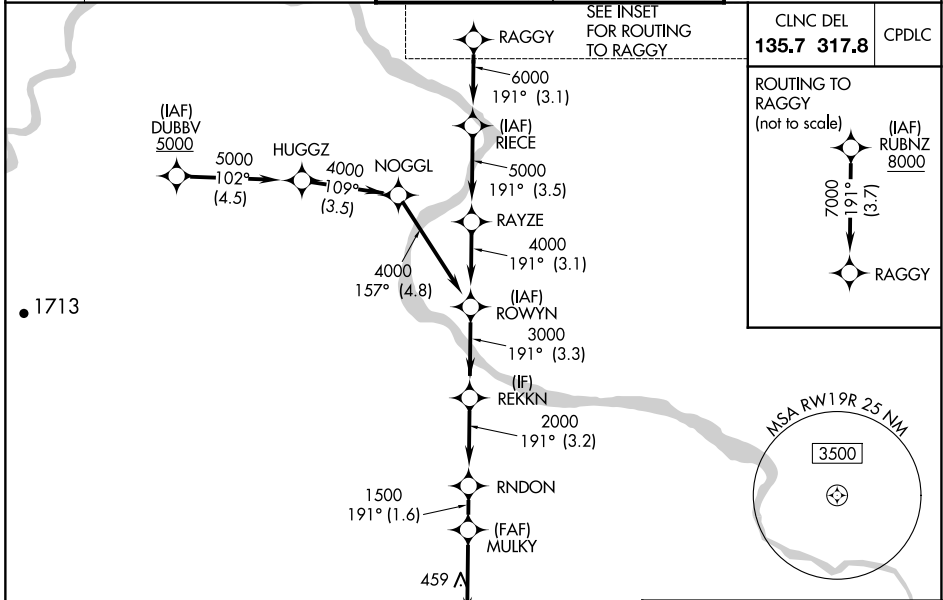 SEE INSET
FOR ROUTING
TO RAGGY
CLNC DEL
135.7 317.8
CPDLC
RAGGY
6000
191° (3.1)
(IAF)
RIECE
5000
191° (3.5)
RAYZE
4000
191° (3.1)
(IAF)
ROWYN
3000
191° (3.3)
(IF)
REKKN
2000
191° (3.2)
RNDON
1500
191° (1.6)
(FAF)
MULKY
459
(IAF)
DUBBV
5000
5000
102°
(4.5)
HUGGZ
4000
109°
(3.5)
NOGGL
4000
157° (4.8)
1713
ROUTING TO
RAGGY
(not to scale)
(IAF)
RUBNZ
8000
7000
191°
(3.7)
RAGGY
MSA RW19R 25 NM
3500